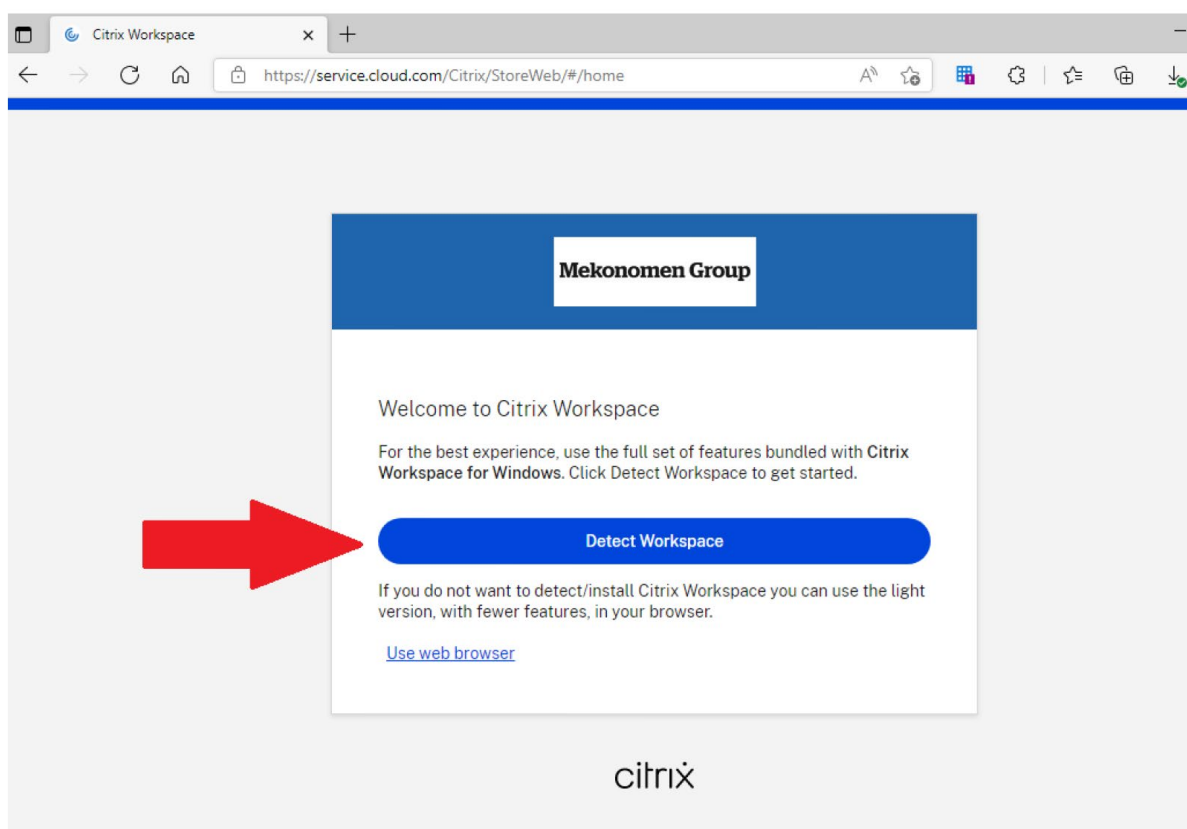 Citrix Workspace
https://service.cloud.com/Citrix/StoreWeb/#/home
Mekonomen Group
Welcome to Citrix Workspace
For the best experience, use the full set of features bundled with Citrix
Workspace for Windows. Click Detect Workspace to get started.
Detect Workspace
If you do not want to detect/install Citrix Workspace you can use the light
version, with fewer features, in your browser.
Use web browser
citrix